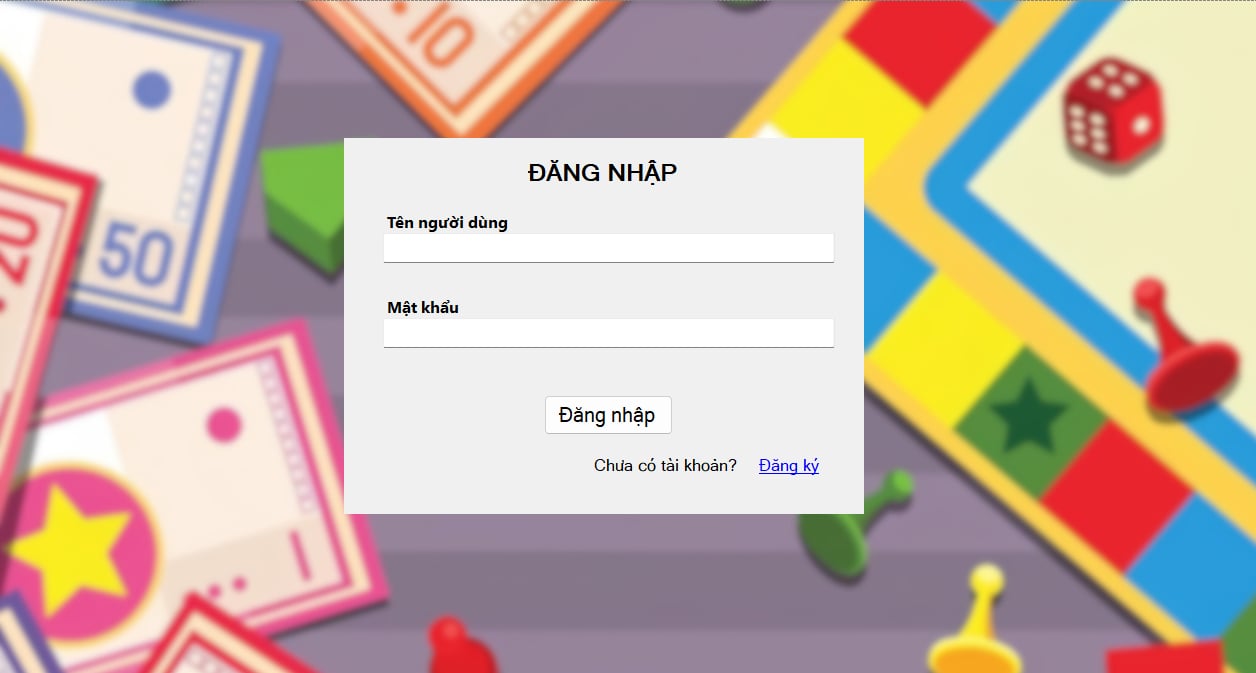 10
50
20
ĐĂNG NHẬP
Tên người dùng
Mật khẩu
Đăng nhập
Chưa có tài khoản? Đăng ký